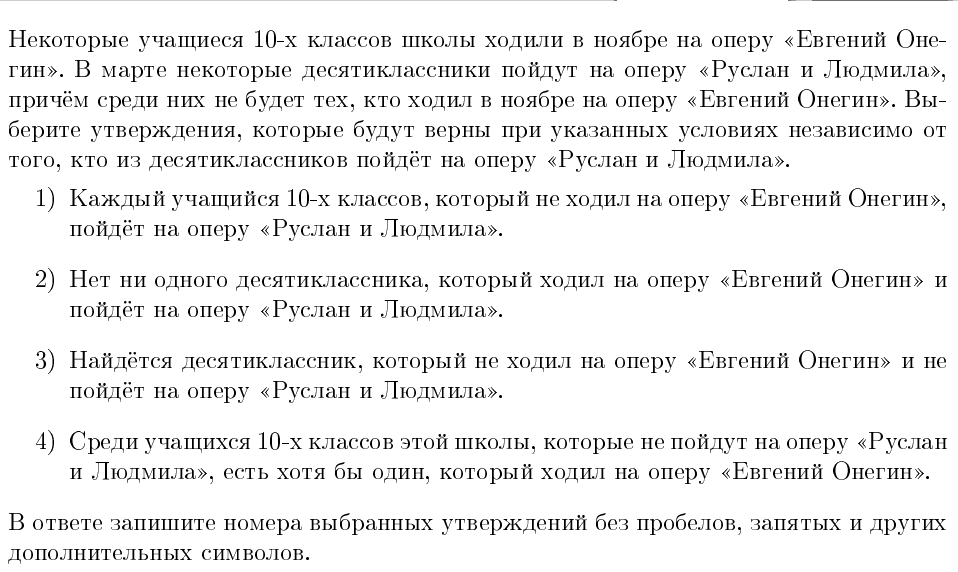 Некоторые учащиеся 10-х классов школы ходили в ноябре на оперу «Евгений Оне-
гин». В марте некоторые десятиклассники пойдут на оперу «Руслан и Людмила»,
причём среди них не будет тех, кто ходил в ноябре на оперу «Евгений Онегин». Вы-
берите утверждения, которые будут верны при указанных условиях независимо от
того, кто из десятиклассников пойдёт на оперу «Руслан и Людмила».
1) Каждый учащийся 10-х классов, который не ходил на оперу «Евгений Онегин»,
пойдёт на оперу «Руслан и Людмила».
2) Нет ни одного десятиклассника, который ходил на оперу «Евгений Онегин» и
пойдёт на оперу «Руслан и Людмила».
3) Найдётся десятиклассник, который не ходил на оперу «Евгений Онегин» и не
пойдёт на оперу «Руслан и Людмила».
4) Среди учащихся 10-х классов этой школы, которые не пойдут на оперу «Руслан
и Людмила», есть хотя бы один, который ходил на оперу «Евгений Онегин».
В ответе запишите номера выбранных утверждений без пробелов, запятых и других
дополнительных символов.